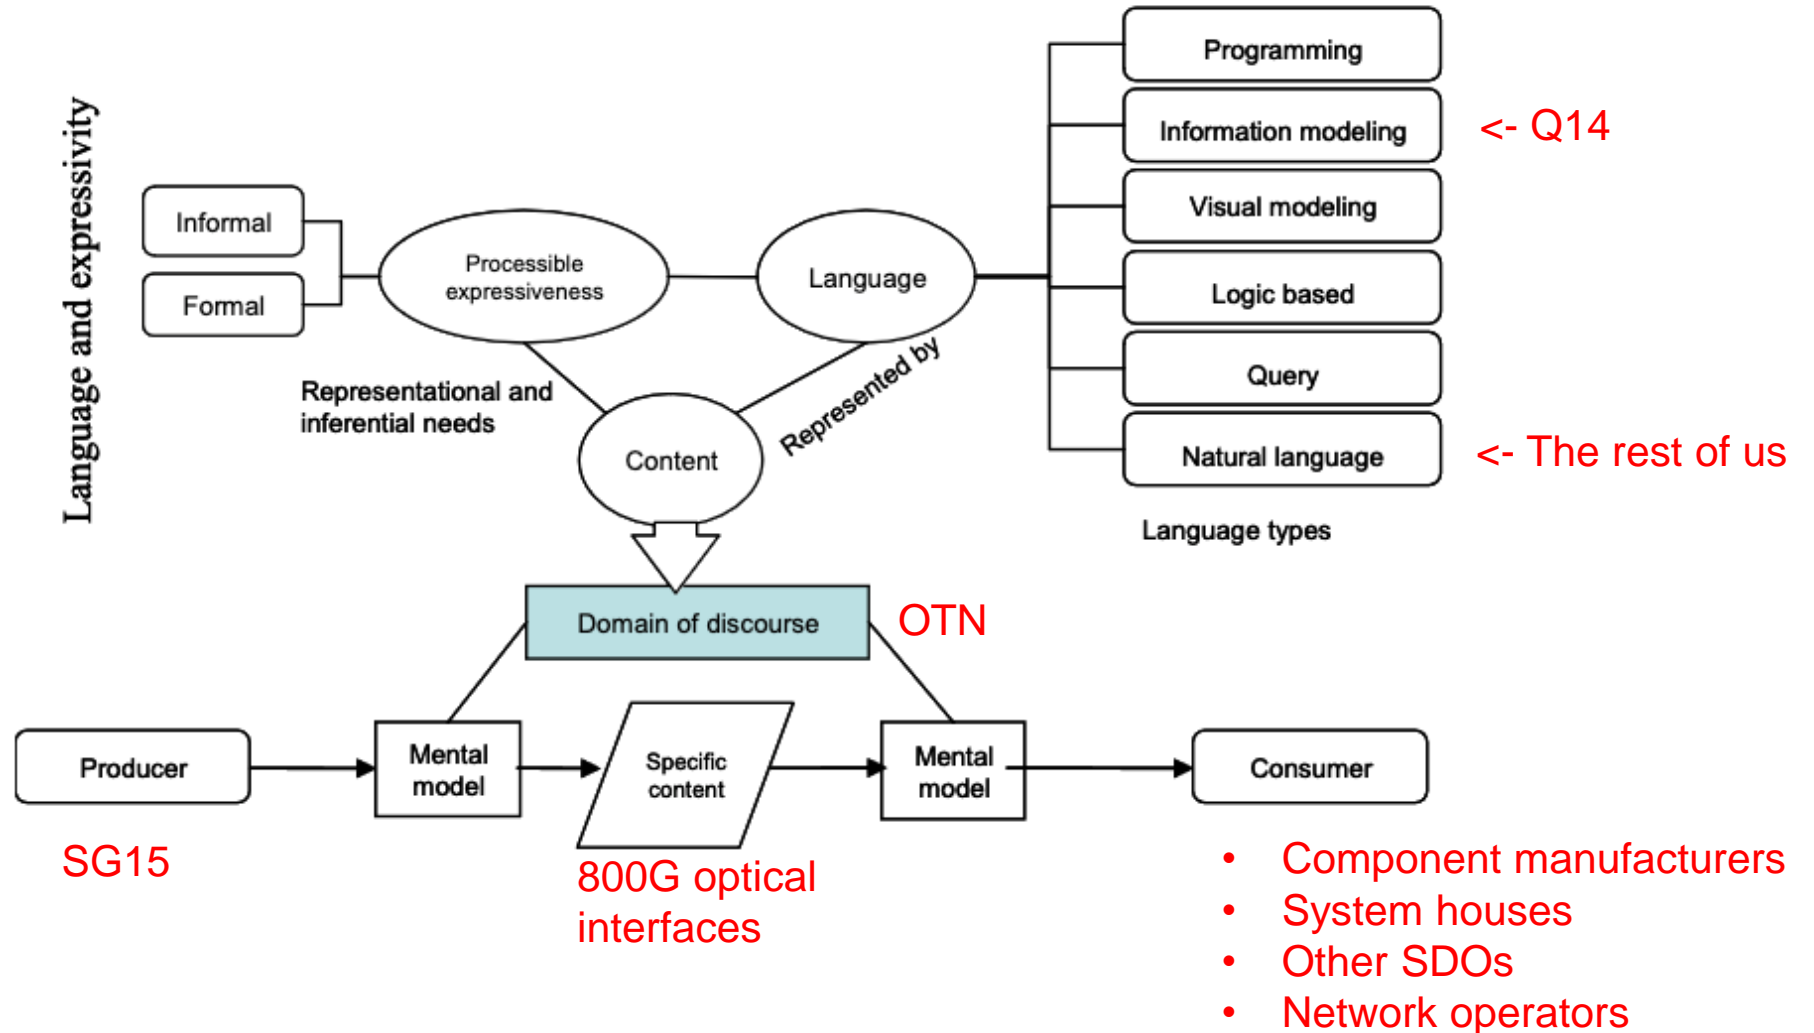 Language and expressivity
Informal
Formal
Processible
expressiveness
Language
Representational and
inferential needs
Represented by
Content
Programming
Information modeling
<- Q14
Visual modeling
Logic based
Query
Natural language
<- The rest of us
Language types
Domain of discourse
OTN
Producer
Mental
model
Specific
content
Mental
model
Consumer
SG15
800G optical
interfaces
• Component manufacturers
• System houses
• Other SDOs
• Network operators